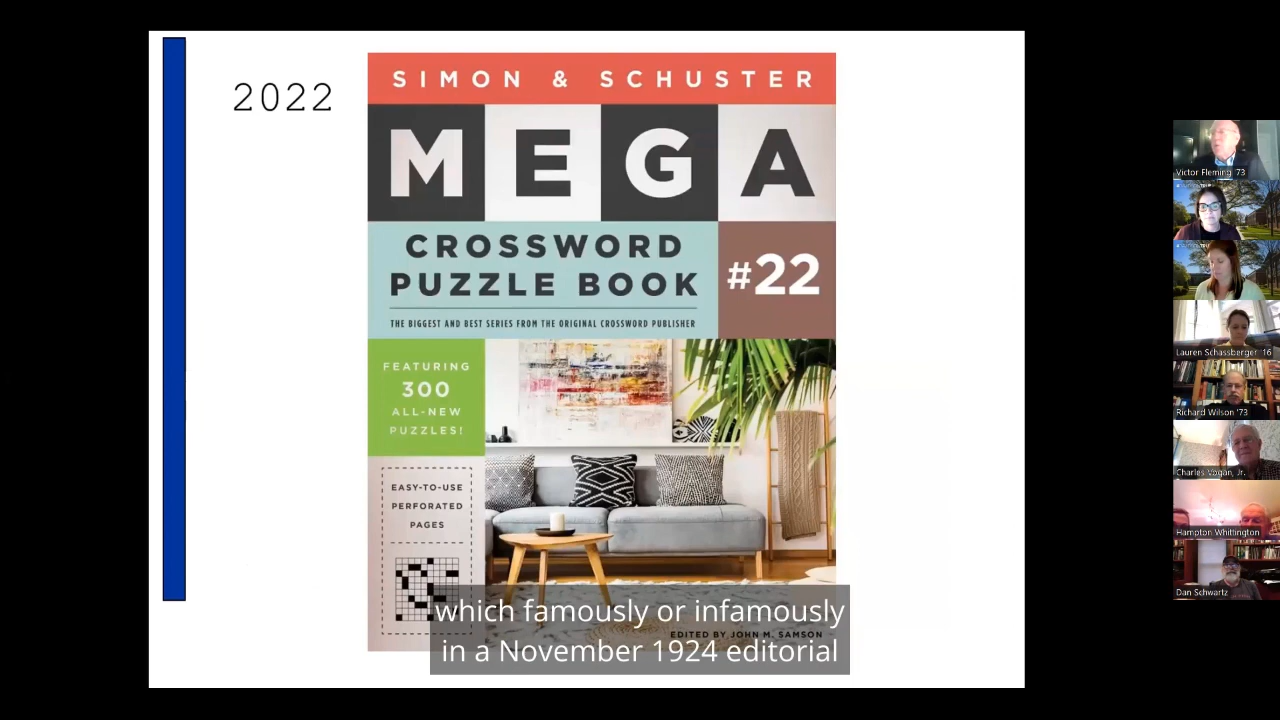 2022
SIMON & SCHUSTER
MEGA
CROSSWORD
PUZZLE BOOK
#22
THE BIGGEST AND BEST SERIES FROM THE ORIGINAL CROSSWORD PUBLISHER
FEATURING
300
ALL-NEW
PUZZLES!
EASY-TO-USE
PERFORATED
PAGES
EDITED BY JOHN M. SAMSON
which famously or infamously
in a November 1924 editorial
Victor Fleming '73
Lauren Schassberger '16
Richard Wilson '73
Charles Vogan, Jr.
Hampton Whittington
Dan Schwartz